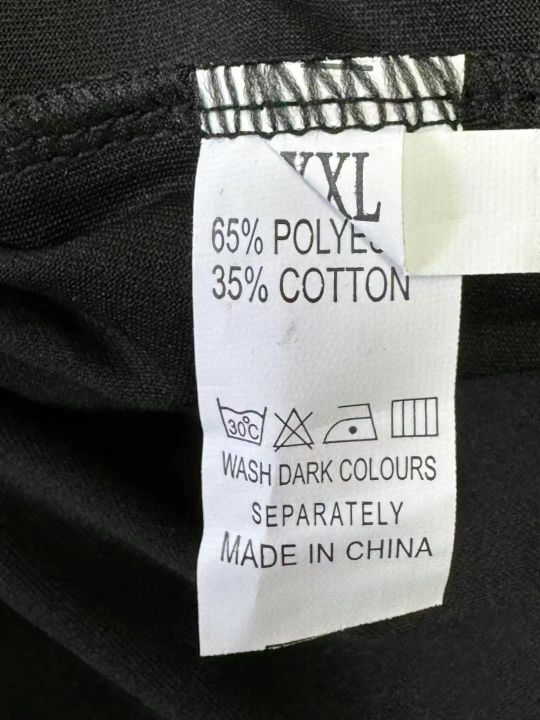 XXL
65% POLYES
35% COTTON
30°C
WASH DARK COLOURS
SEPARATELY
MADE IN CHINA